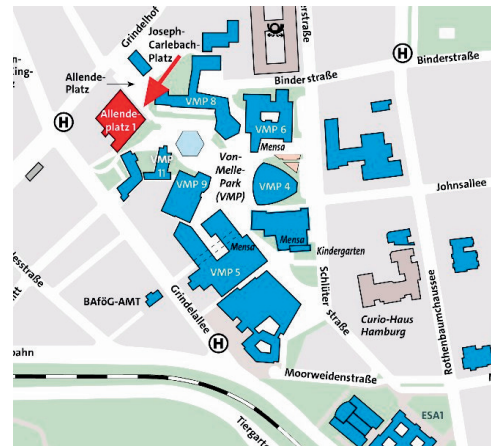 Grindelhof
Joseph-
Carlebach-
Platz
Allende-
Platz
Binderstraße
Binderstraße
H
H
VMP 8
Allende-
platz 1
VMP 6
Mensa
Von-
Melle-
Park
(VMP)
VMP
11
VMP 9
VMP 4
Johnsallee
Mensa
Mensa
Kindergarten
VMP 5
Schlüter
straße
BAföG-AMT
Grindelallee
Curio-Haus
Hamburg
Rothenbaumchaussee
H
Moorweidenstraße
ESA1